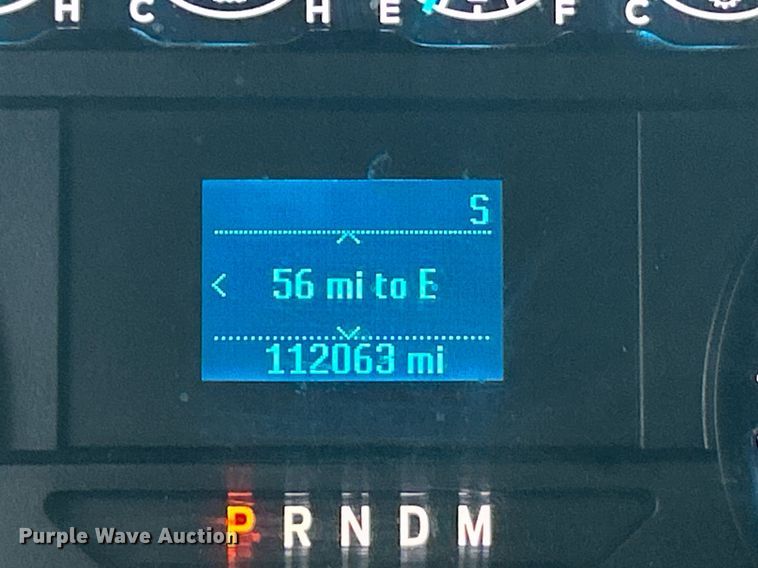 H C H E F C
S
56 mi to E
112063 mi
P R N D M
Purple Wave Auction